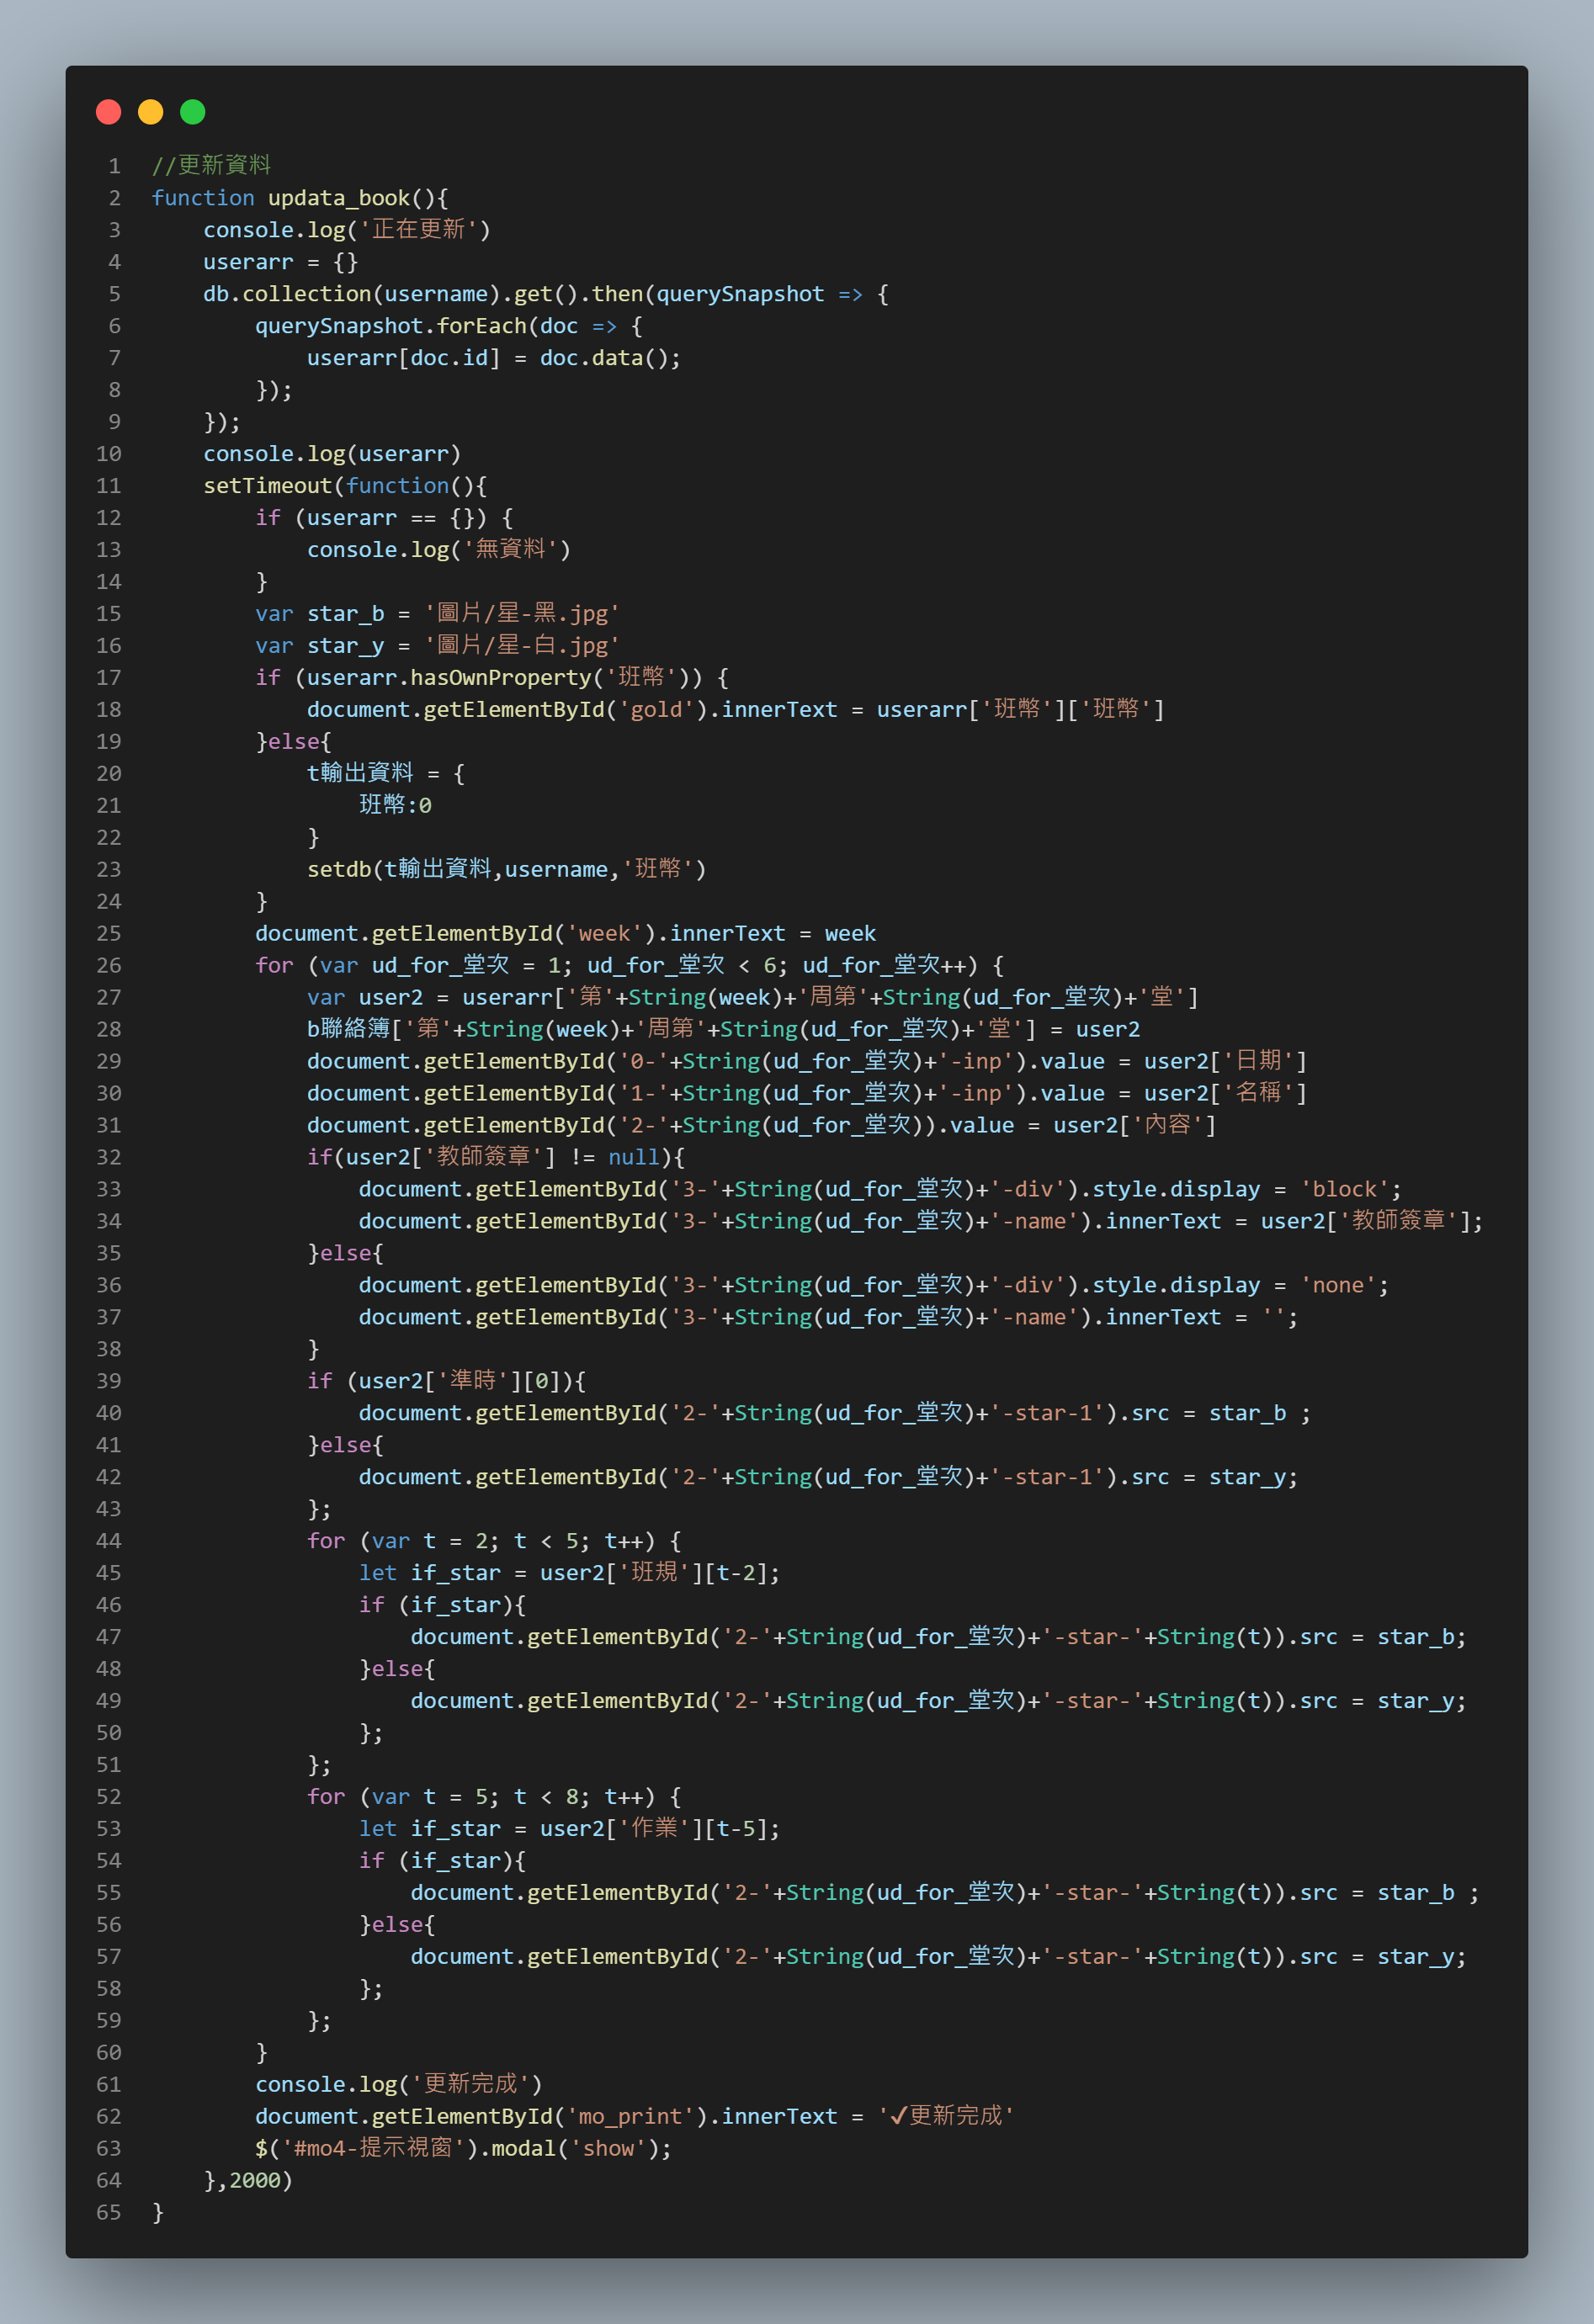 1 //更新資料
2 function updata_book(){
3     console.log('正在更新')
4     userarr = {}
5     db.collection(username).get().then(querySnapshot => {
6         querySnapshot.forEach(doc => {
7             userarr[doc.id] = doc.data();
8         });
9     });
10     console.log(userarr)
11     setTimeout(function(){
12         if (userarr == {}) {
13             console.log('無資料')
14         }
15         var star_b = '圖片/星-黑.jpg'
16         var star_y = '圖片/星-白.jpg'
17         if (userarr.hasOwnProperty('班幣')) {
18             document.getElementById('gold').innerText = userarr['班幣']['班幣']
19         }else{
20             t輸出資料 = {
21                 班幣:0
22             }
23             setdb(t輸出資料,username,'班幣')
24         }
25         document.getElementById('week').innerText = week
26         for (var ud_for_堂次 = 1; ud_for_堂次 < 6; ud_for_堂次++) {
27             var user2 = userarr['第'+String(week)+'周第'+String(ud_for_堂次)+'堂']
28             b聯絡簿['第'+String(week)+'周第'+String(ud_for_堂次)+'堂'] = user2
29             document.getElementById('0-'+String(ud_for_堂次)+'-inp').value = user2['日期']
30             document.getElementById('1-'+String(ud_for_堂次)+'-inp').value = user2['名稱']
31             document.getElementById('2-'+String(ud_for_堂次)).value = user2['內容']
32             if(user2['教師簽章'] != null){
33                 document.getElementById('3-'+String(ud_for_堂次)+'-div').style.display = 'block';
34                 document.getElementById('3-'+String(ud_for_堂次)+'-name').innerText = user2['教師簽章'];
35             }else{
36                 document.getElementById('3-'+String(ud_for_堂次)+'-div').style.display = 'none';
37                 document.getElementById('3-'+String(ud_for_堂次)+'-name').innerText = '';
38             }
39             if (user2['準時'][0]){
40                 document.getElementById('2-'+String(ud_for_堂次)+'-star-1').src = star_b ;
41             }else{
42                 document.getElementById('2-'+String(ud_for_堂次)+'-star-1').src = star_y;
43             };
44             for (var t = 2; t < 5; t++) {
45                 let if_star = user2['班規'][t-2];
46                 if (if_star){
47                     document.getElementById('2-'+String(ud_for_堂次)+'-star-'+String(t)).src = star_b;
48                 }else{
49                     document.getElementById('2-'+String(ud_for_堂次)+'-star-'+String(t)).src = star_y;
50                 };
51             };
52             for (var t = 5; t < 8; t++) {
53                 let if_star = user2['作業'][t-5];
54                 if (if_star){
55                     document.getElementById('2-'+String(ud_for_堂次)+'-star-'+String(t)).src = star_b ;
56                 }else{
57                     document.getElementById('2-'+String(ud_for_堂次)+'-star-'+String(t)).src = star_y;
58                 };
59             };
60         }
61         console.log('更新完成')
62         document.getElementById('mo_print').innerText = '✔更新完成'
63         $('#mo4-提示視窗').modal('show');
64     },2000)
65 }